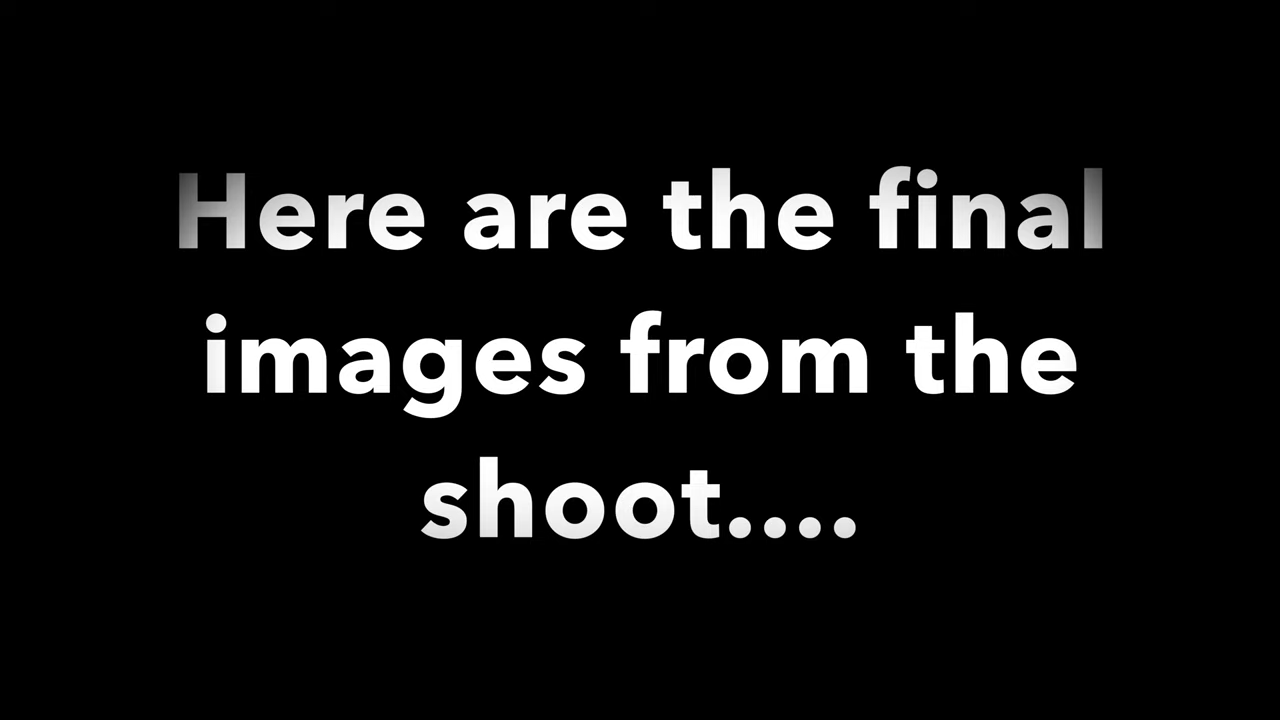 Here are the final
images from the
shoot....